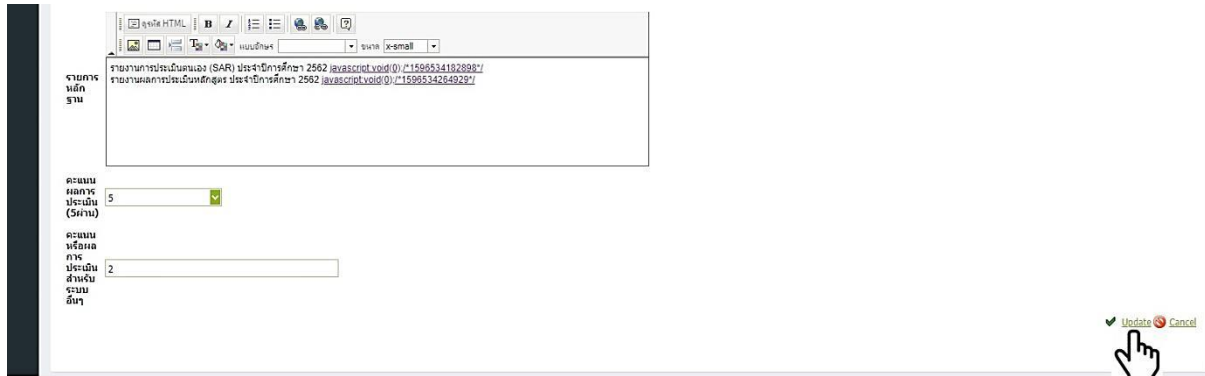 ดูรหัส HTML B I
แบบอักษร ขนาด x-small
รายการ
หลัก
ฐาน
รายงานการประเมินตนเอง (SAR) ประจำปีการศึกษา 2562 javascript:void(0);/*1596534182898*/
รายงานผลการประเมินหลักสูตร ประจำปีการศึกษา 2562 javascript:void(0);/*1596534264929*/
คะแนน
ผลการ
ประเมิน
(5ผ่าน)
5
คะแนน
หรือผล
การ
ประเมิน
สำหรับ
ระบบ
อื่นๆ
2
Update Cancel